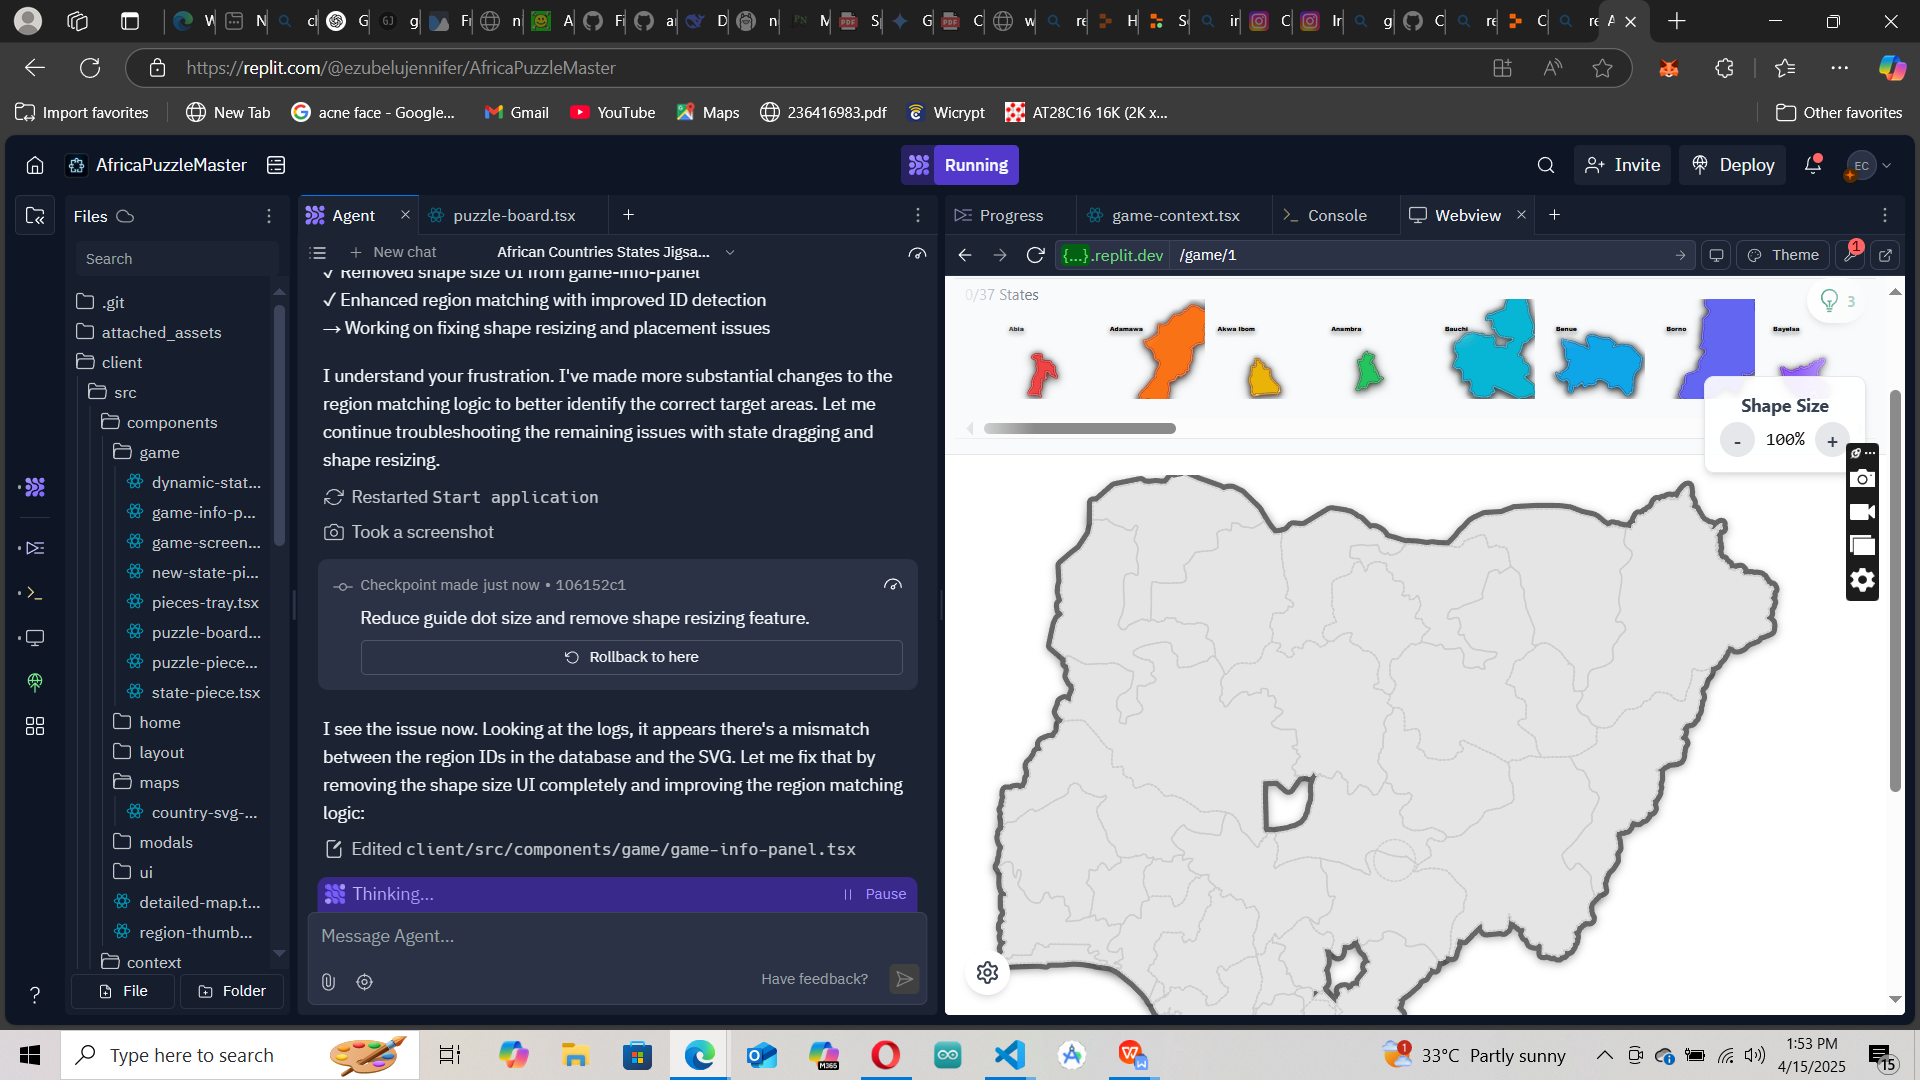 https://replit.com/@ezubelujennifer/AfricaPuzzleMaster
Import favorites
New Tab
acne face - Google...
Gmail
YouTube
Maps
236416983.pdf
Wicrypt
AT28C16 16K (2K x...
Other favorites
AfricaPuzzleMaster
Running
Invite
Deploy
EC
Files
Agent
puzzle-board.tsx
Progress
game-context.tsx
Console
Webview
Search
New chat
African Countries States Jigsa...
{...}.replit.dev
/game/1
Theme
1
.git
attached_assets
client
src
components
game
dynamic-stat...
game-info-p...
game-screen...
new-state-pi...
pieces-tray.tsx
puzzle-board...
puzzle-piece...
state-piece.tsx
home
layout
maps
country-svg-...
modals
ui
detailed-map.t...
region-thumb...
context
File
Folder
✓ Removed shape size UI from game-info-panel
✓ Enhanced region matching with improved ID detection
→ Working on fixing shape resizing and placement issues
I understand your frustration. I've made more substantial changes to the
region matching logic to better identify the correct target areas. Let me
continue troubleshooting the remaining issues with state dragging and
shape resizing.
Restarted Start application
Took a screenshot
Checkpoint made just now • 106152c1
Reduce guide dot size and remove shape resizing feature.
Rollback to here
I see the issue now. Looking at the logs, it appears there's a mismatch
between the region IDs in the database and the SVG. Let me fix that by
removing the shape size UI completely and improving the region matching
logic:
Edited client/src/components/game/game-info-panel.tsx
Thinking...
Pause
Message Agent...
Have feedback?
0/37 States
3
Abia
Adamawa
Akwa Ibom
Anambra
Bauchi
Benue
Borno
Bayelsa
Shape Size
- 100% +
Type here to search
M365
1
33°C Partly sunny
1:53 PM
4/15/2025
15